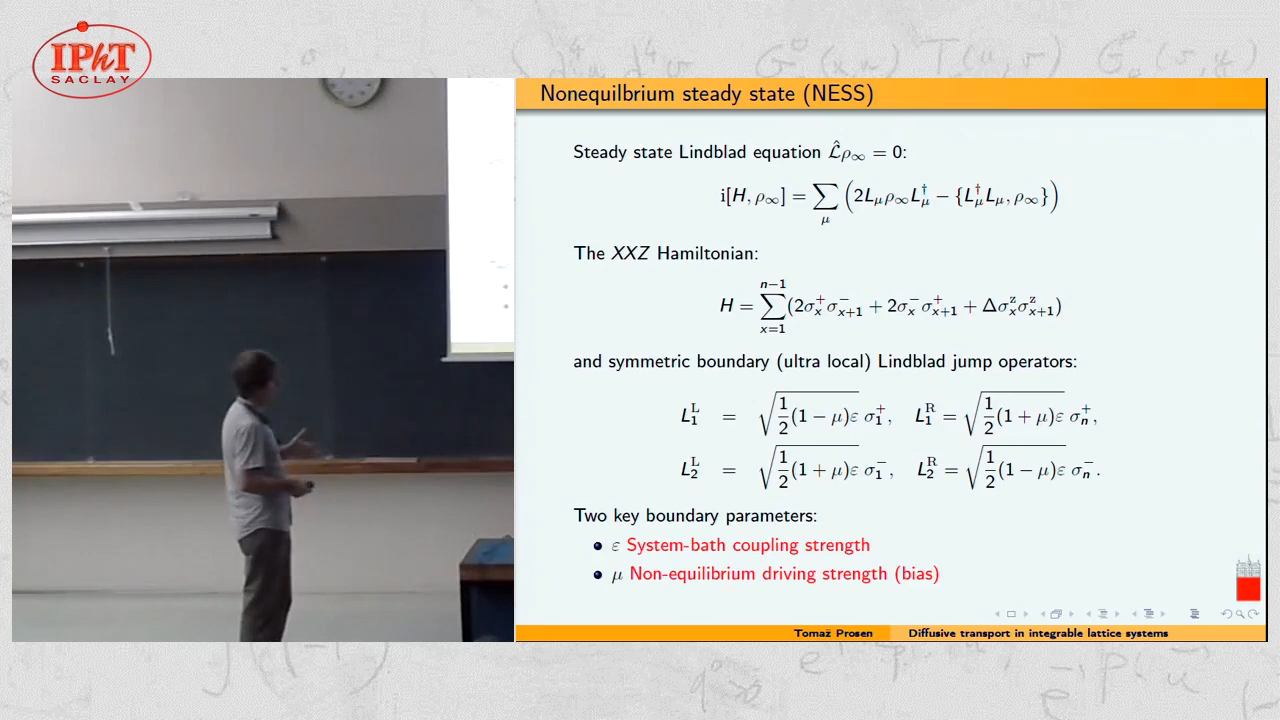 IPhT
SACLAY
Nonequilbrium steady state (NESS)
Steady state Lindblad equation $\hat{\mathcal{L}}\rho_\infty = 0$:
$\mathrm{i}[H, \rho_\infty] = \sum_{\mu} \left( 2L_\mu \rho_\infty L_\mu^\dagger - \{L_\mu^\dagger L_\mu, \rho_\infty\} \right)$
The XXZ Hamiltonian:
$H = \sum_{x=1}^{n-1} (2\sigma_x^+ \sigma_{x+1}^- + 2\sigma_x^- \sigma_{x+1}^+ + \Delta \sigma_x^z \sigma_{x+1}^z)$
and symmetric boundary (ultra local) Lindblad jump operators:
$L_1^L = \sqrt{\frac{1}{2}(1 - \mu)\varepsilon}\, \sigma_1^+, \quad L_1^R = \sqrt{\frac{1}{2}(1 + \mu)\varepsilon}\, \sigma_n^+,$
$L_2^L = \sqrt{\frac{1}{2}(1 + \mu)\varepsilon}\, \sigma_1^-, \quad L_2^R = \sqrt{\frac{1}{2}(1 - \mu)\varepsilon}\, \sigma_n^-.$
Two key boundary parameters:
● ε System-bath coupling strength
● μ Non-equilibrium driving strength (bias)
Tomaž Prosen Diffusive transport in integrable lattice systems